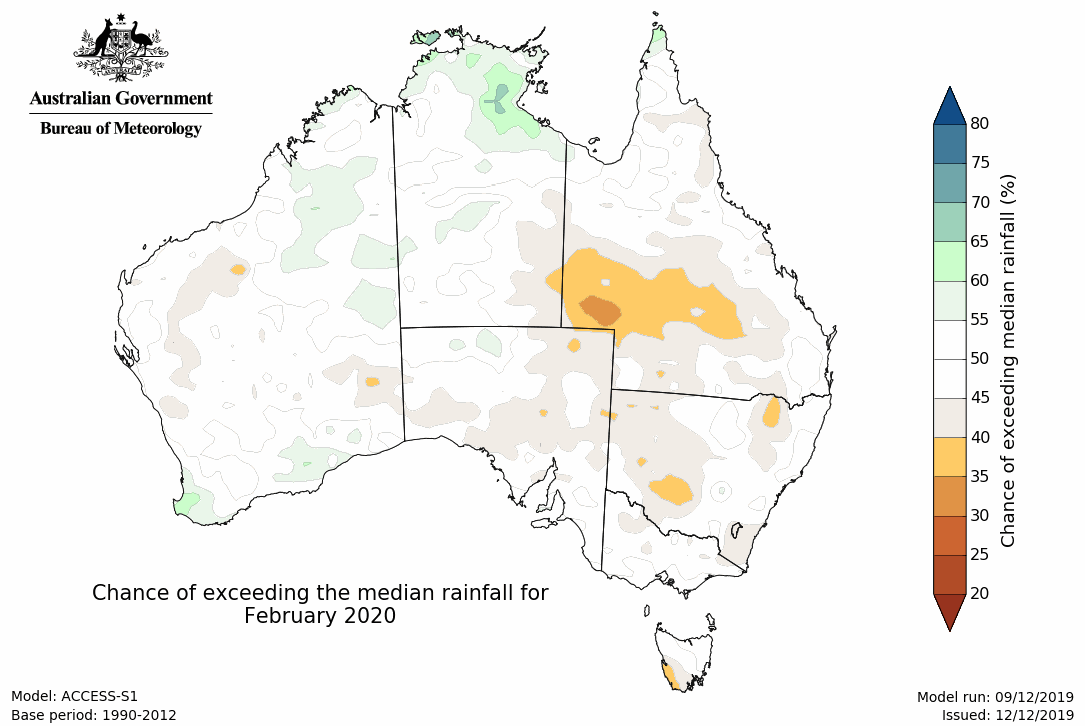 Australian Government
Bureau of Meteorology
80
75
70
65
60
55
50
45
40
35
30
25
20
Chance of exceeding median rainfall (%)
Chance of exceeding the median rainfall for
February 2020
Model: ACCESS-S1
Base period: 1990-2012
Model run: 09/12/2019
Issued: 12/12/2019